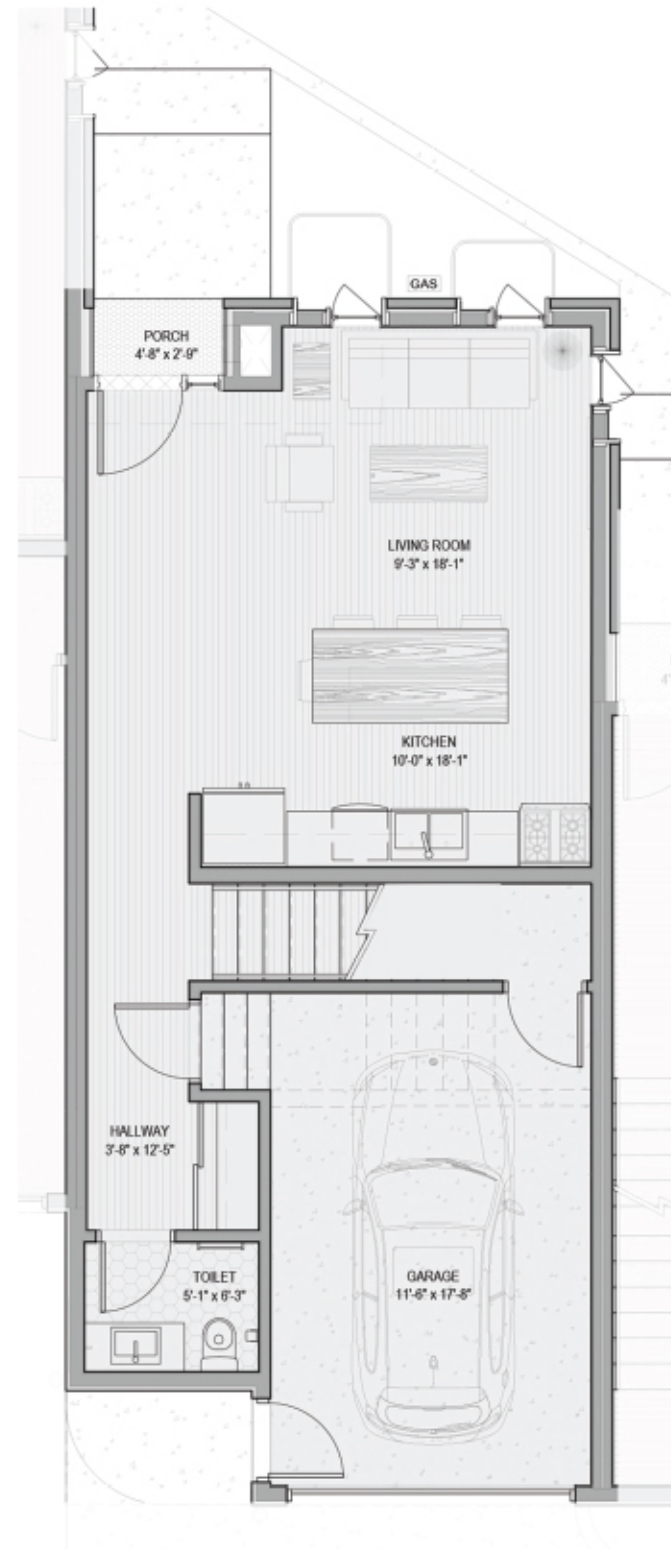 GAS
PORCH
4'-8" x 2'-9"
LIVING ROOM
9'-3" x 18'-1"
KITCHEN
10'-0" x 18'-1"
HALLWAY
3'-8" x 12'-5"
TOILET
5'-1" x 6'-3"
GARAGE
11'-6" x 17'-8"